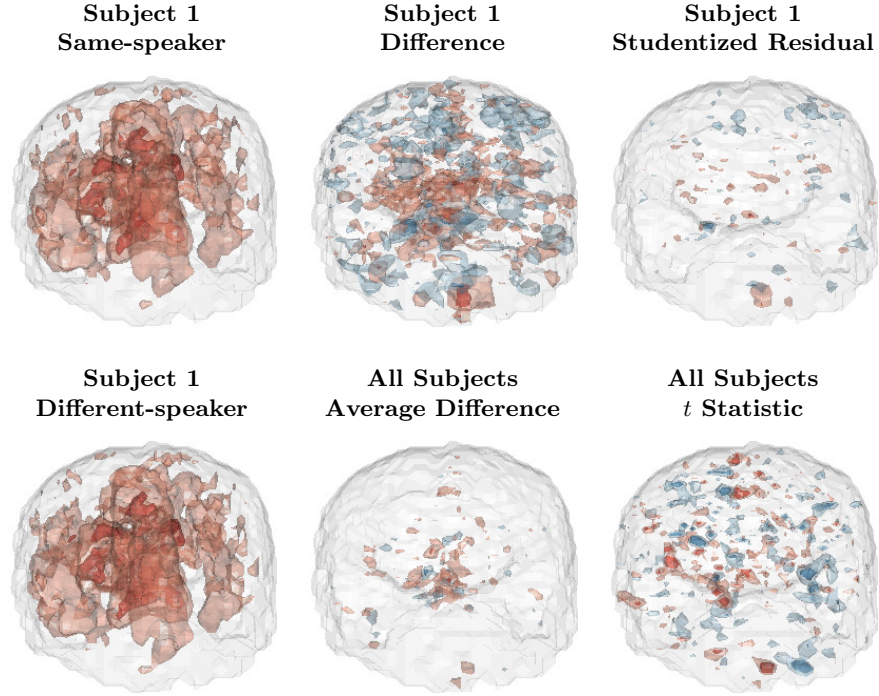 Subject 1
Same-speaker
Subject 1
Difference
Subject 1
Studentized Residual
Subject 1
Different-speaker
All Subjects
Average Difference
All Subjects
t Statistic